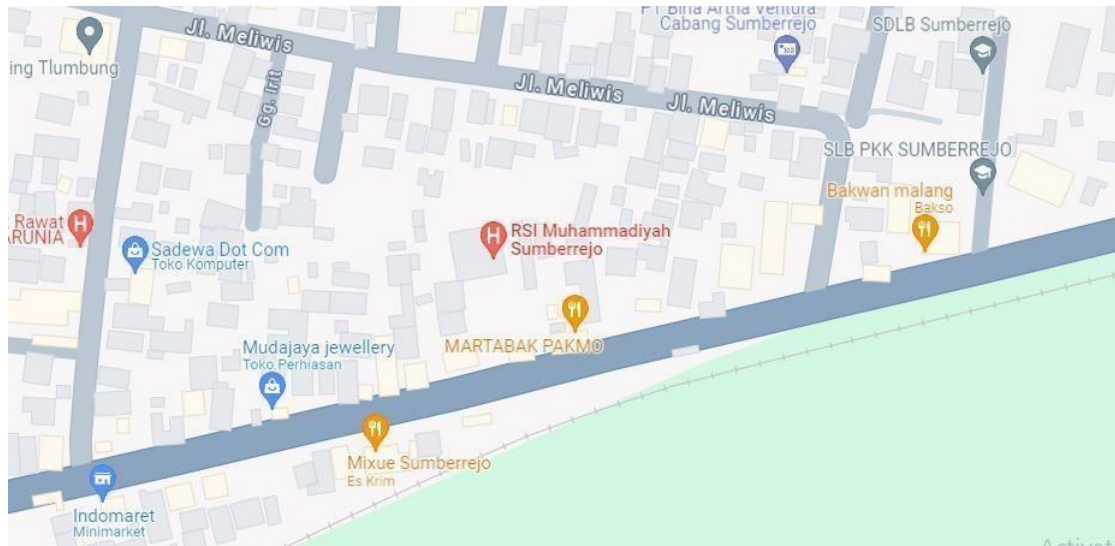 PT Bina Artha Ventura
Cabang Sumberrejo
SDLB Sumberrejo
Jl. Meliwis
ing Tlumbung
Gg. Irit
Jl. Meliwis
Jl. Meliwis
SLB PKK SUMBERREJO
Bakwan malang
Bakso
Rawat
ARUNIA
RSI Muhammadiyah
Sumberrejo
Sadewa Dot Com
Toko Komputer
MARTABAK PAKMO
Mudajaya jewellery
Toko Perhiasan
Mixue Sumberrejo
Es Krim
Indomaret
Minimarket